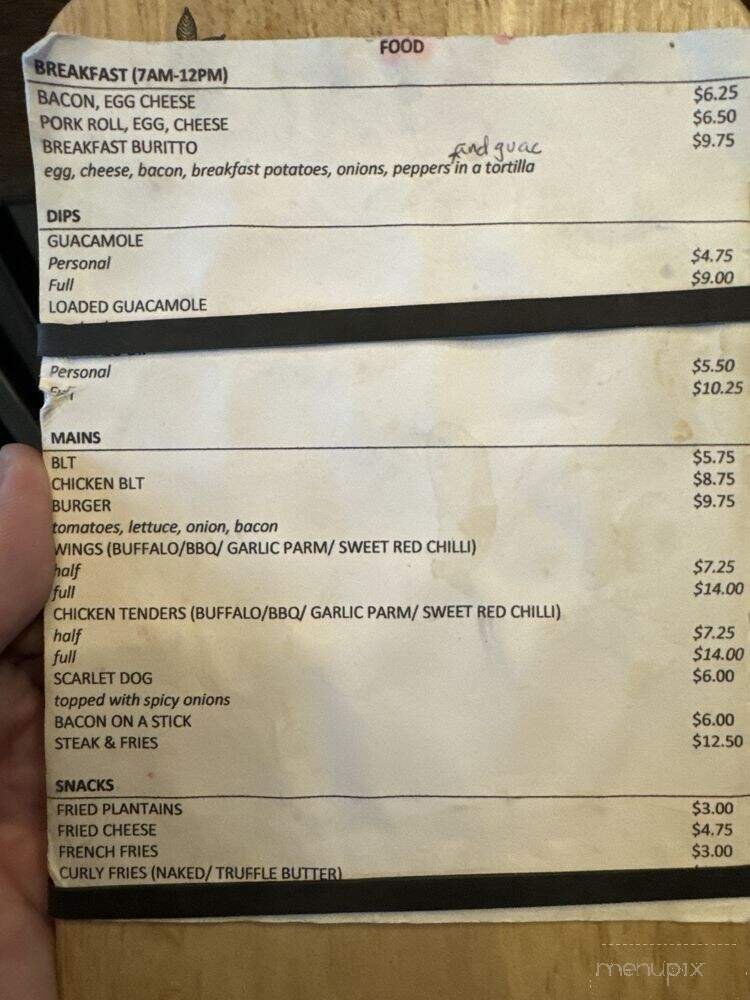 FOOD
BREAKFAST (7AM-12PM)
BACON, EGG CHEESE $6.25
PORK ROLL, EGG, CHEESE $6.50
BREAKFAST BURITTO $9.75
and guac
egg, cheese, bacon, breakfast potatoes, onions, peppers in a tortilla
DIPS
GUACAMOLE
Personal $4.75
Full $9.00
LOADED GUACAMOLE
Personal $5.50
$10.25
MAINS
BLT $5.75
CHICKEN BLT $8.75
BURGER $9.75
tomatoes, lettuce, onion, bacon
WINGS (BUFFALO/BBQ/ GARLIC PARM/ SWEET RED CHILLI)
half $7.25
full $14.00
CHICKEN TENDERS (BUFFALO/BBQ/ GARLIC PARM/ SWEET RED CHILLI)
half $7.25
full $14.00
SCARLET DOG $6.00
topped with spicy onions
BACON ON A STICK $6.00
STEAK & FRIES $12.50
SNACKS
FRIED PLANTAINS $3.00
FRIED CHEESE $4.75
FRENCH FRIES $3.00
CURLY FRIES (NAKED/ TRUFFLE BUTTER)
menupix